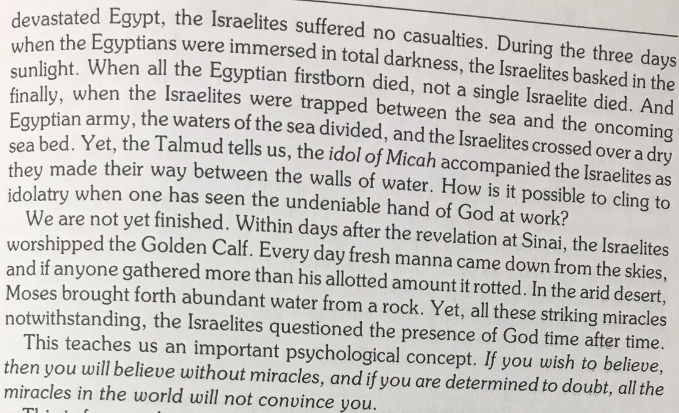 devastated Egypt, the Israelites suffered no casualties. During the three days
when the Egyptians were immersed in total darkness, the Israelites basked in the
sunlight. When all the Egyptian firstborn died, not a single Israelite died. And
finally, when the Israelites were trapped between the sea and the oncoming
Egyptian army, the waters of the sea divided, and the Israelites crossed over a dry
sea bed. Yet, the Talmud tells us, the idol of Micah accompanied the Israelites as
they made their way between the walls of water. How is it possible to cling to
idolatry when one has seen the undeniable hand of God at work?
We are not yet finished. Within days after the revelation at Sinai, the Israelites
worshipped the Golden Calf. Every day fresh manna came down from the skies,
and if anyone gathered more than his allotted amount it rotted. In the arid desert,
Moses brought forth abundant water from a rock. Yet, all these striking miracles
notwithstanding, the Israelites questioned the presence of God time after time.
This teaches us an important psychological concept. If you wish to believe,
then you will believe without miracles, and if you are determined to doubt, all the
miracles in the world will not convince you.